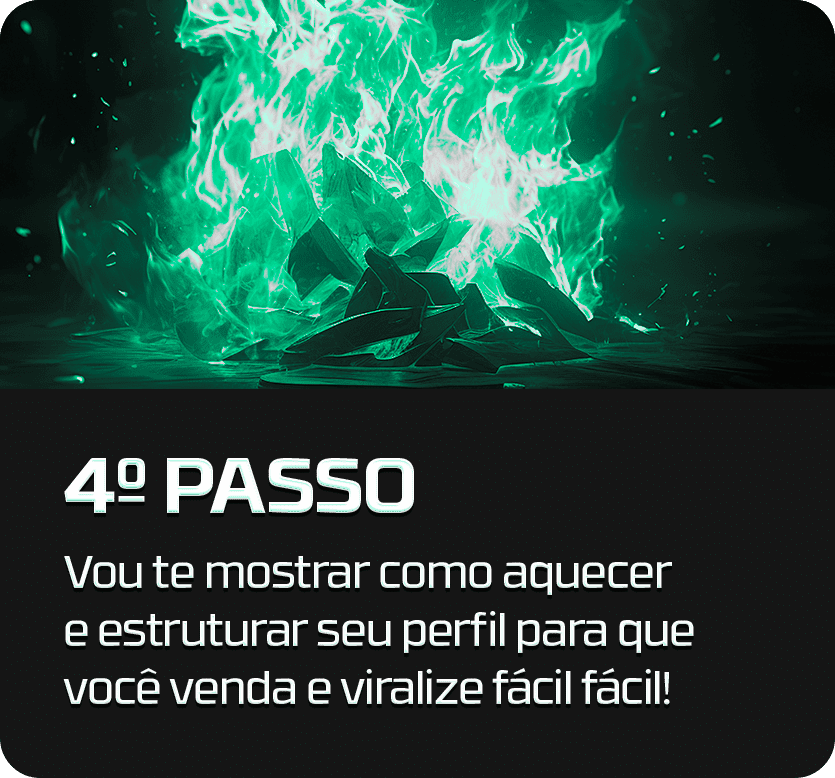 4º PASSO
Vou te mostrar como aquecer
e estruturar seu perfil para que
você venda e viralize fácil fácil!